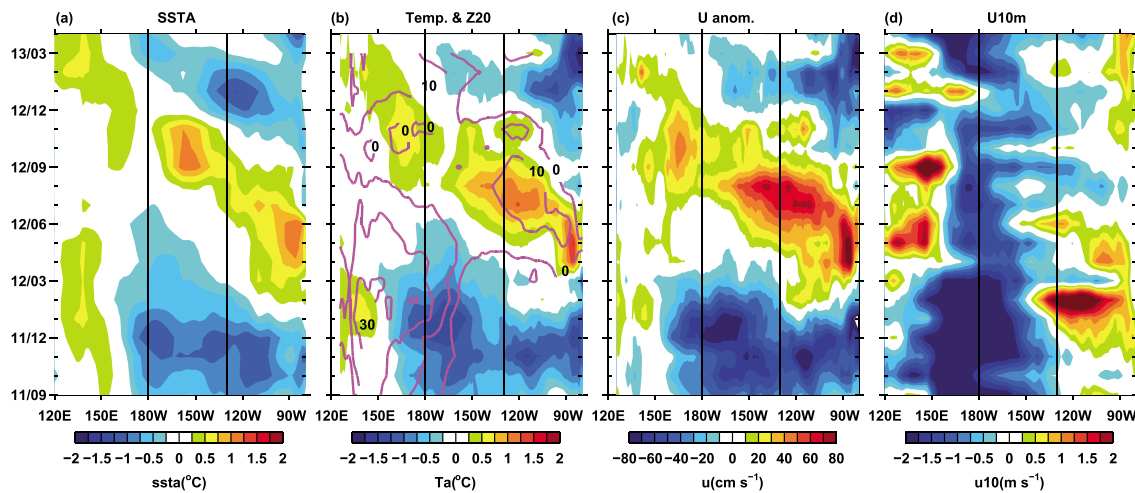 (a) SSTA
(b) Temp. & Z20
(c) U anom.
(d) U10m
13/03
12/12
12/09
12/06
12/03
11/12
11/09
10
0
0
0
0
10
0
0
30
120E 150E 180W 150W 120W 90W
120E 150E 180W 150W 120W 90W
120E 150E 180W 150W 120W 90W
120E 150E 180W 150W 120W 90W
−2 −1.5 −1 −0.5 0 0.5 1 1.5 2
ssta(°C)
−2 −1.5 −1 −0.5 0 0.5 1 1.5 2
Ta(°C)
−80 −60 −40 −20 0 20 40 60 80
u(cm s−1)
−2 −1.5 −1 −0.5 0 0.5 1 1.5 2
u10(m s−1)